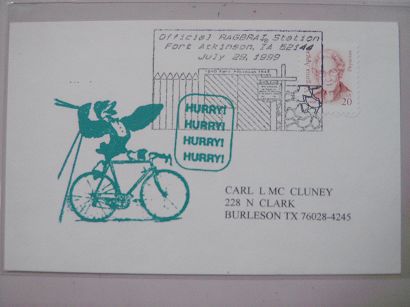 Official RAGBRAI Station
Fort Atkinson, IA 52144
July 29, 1999
20
HURRY!
HURRY!
HURRY!
HURRY!
CARL L MC CLUNEY
228 N CLARK
BURLESON TX 76028-4245